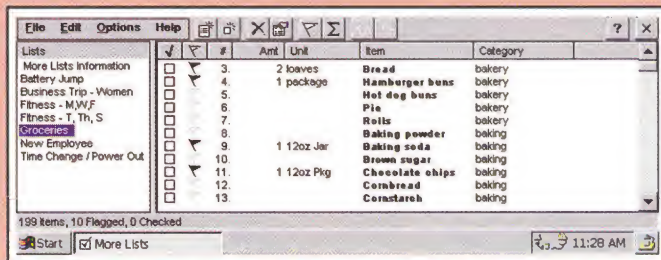 File Edit Options Help ? ×
Lists # Amt Unit Item Category
More Lists Information 3. 2 loaves Bread bakery
Battery Jump 4. 1 package Hamburger buns bakery
Business Trip - Women 5. Hot dog buns bakery
Fitness - M,W,F 6. Pie bakery
Fitness - T, Th, S 7. Rolls bakery
Groceries 8. Baking powder baking
New Employee 9. 1 12oz Jar Baking soda baking
Time Change / Power Out 10. Brown sugar baking
11. 1 12oz Pkg Chocolate chips baking
12. Cornbread baking
13. Cornstarch baking
199 Items, 10 Flagged, 0 Checked
Start More Lists 11:28 AM